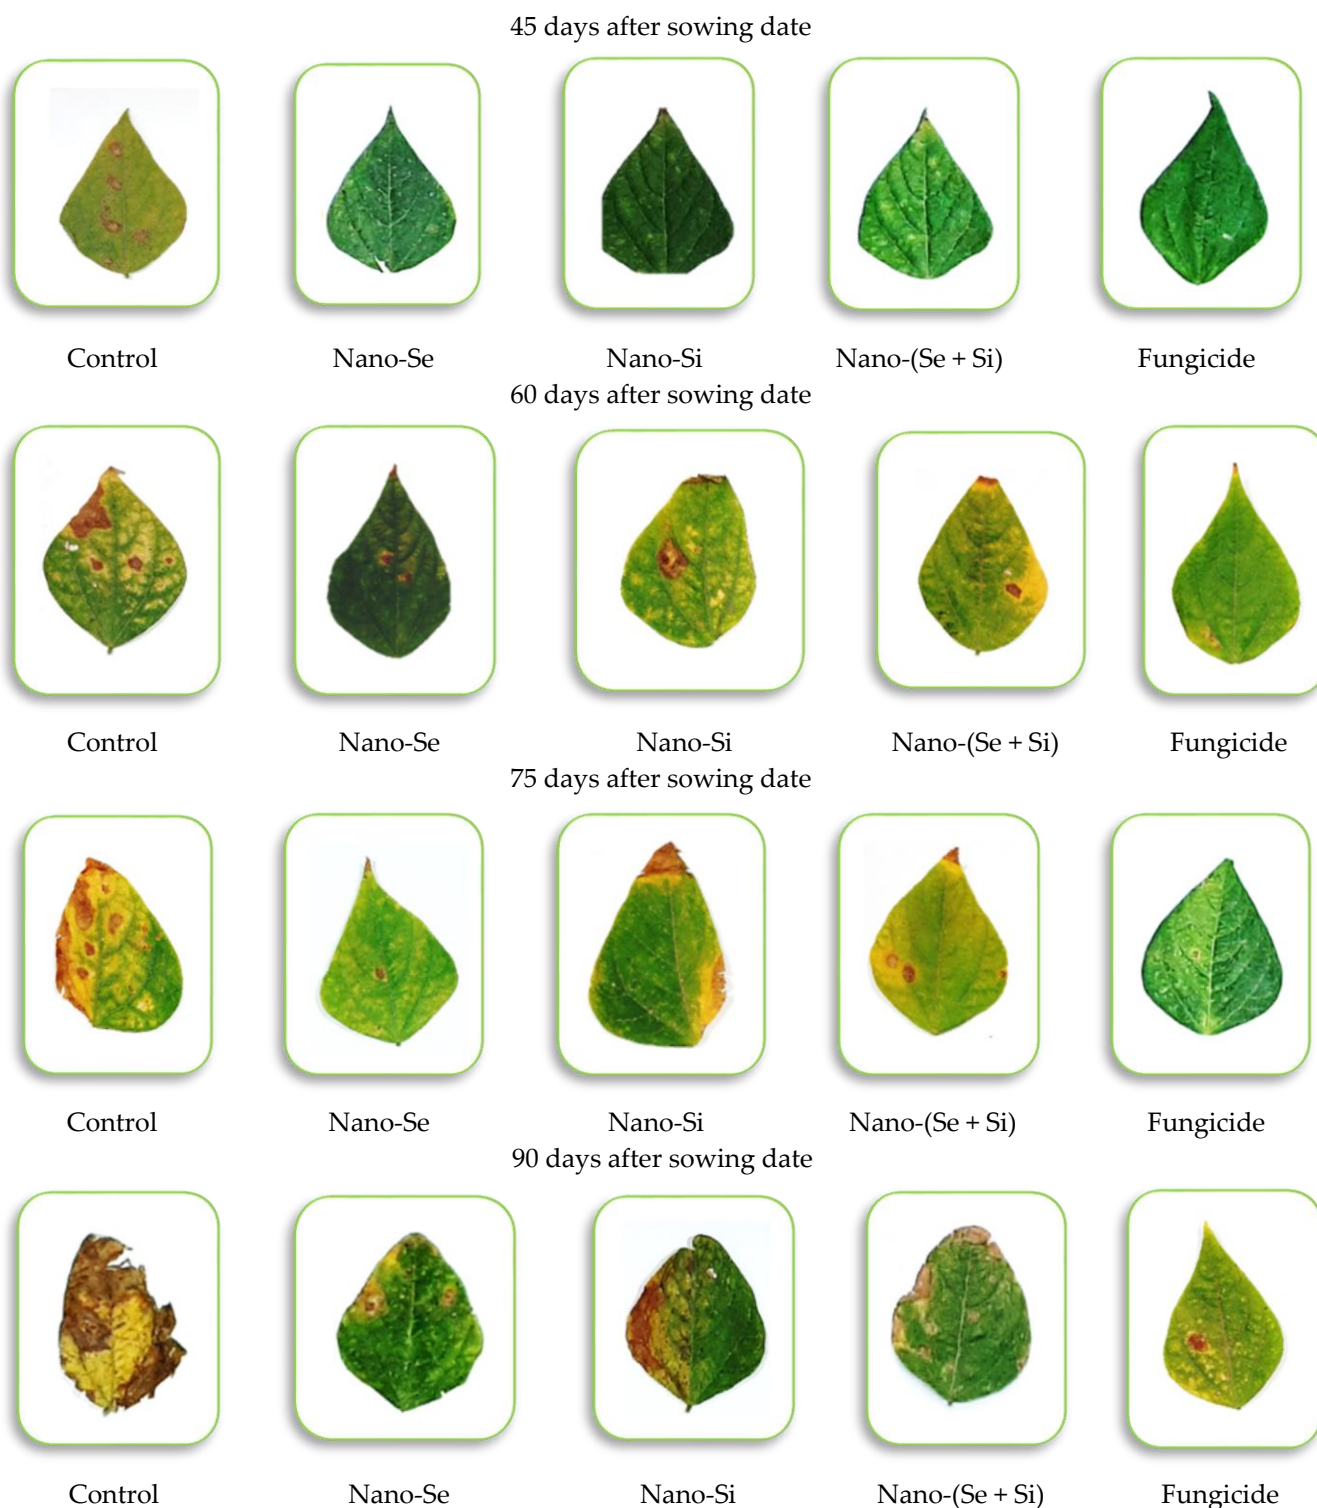 45 days after sowing date
Control Nano-Se Nano-Si Nano-(Se + Si) Fungicide
60 days after sowing date
Control Nano-Se Nano-Si Nano-(Se + Si) Fungicide
75 days after sowing date
Control Nano-Se Nano-Si Nano-(Se + Si) Fungicide
90 days after sowing date
Control Nano-Se Nano-Si Nano-(Se + Si) Fungicide